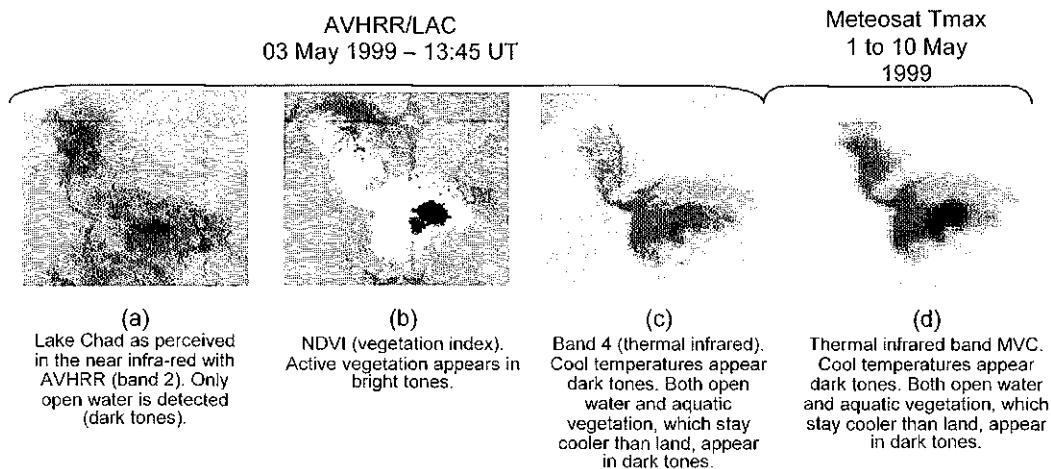 AVHRR/LAC
03 May 1999 – 13:45 UT
Meteosat Tmax
1 to 10 May
1999
(a)
Lake Chad as perceived
in the near infra-red with
AVHRR (band 2). Only
open water is detected
(dark tones).
(b)
NDVI (vegetation index).
Active vegetation appears in
bright tones.
(c)
Band 4 (thermal infrared).
Cool temperatures appear
dark tones. Both open
water and aquatic
vegetation, which stay
cooler than land, appear
in dark tones.
(d)
Thermal infrared band MVC.
Cool temperatures appear
dark tones. Both open water
and aquatic vegetation, which
stay cooler than land, appear
in dark tones.